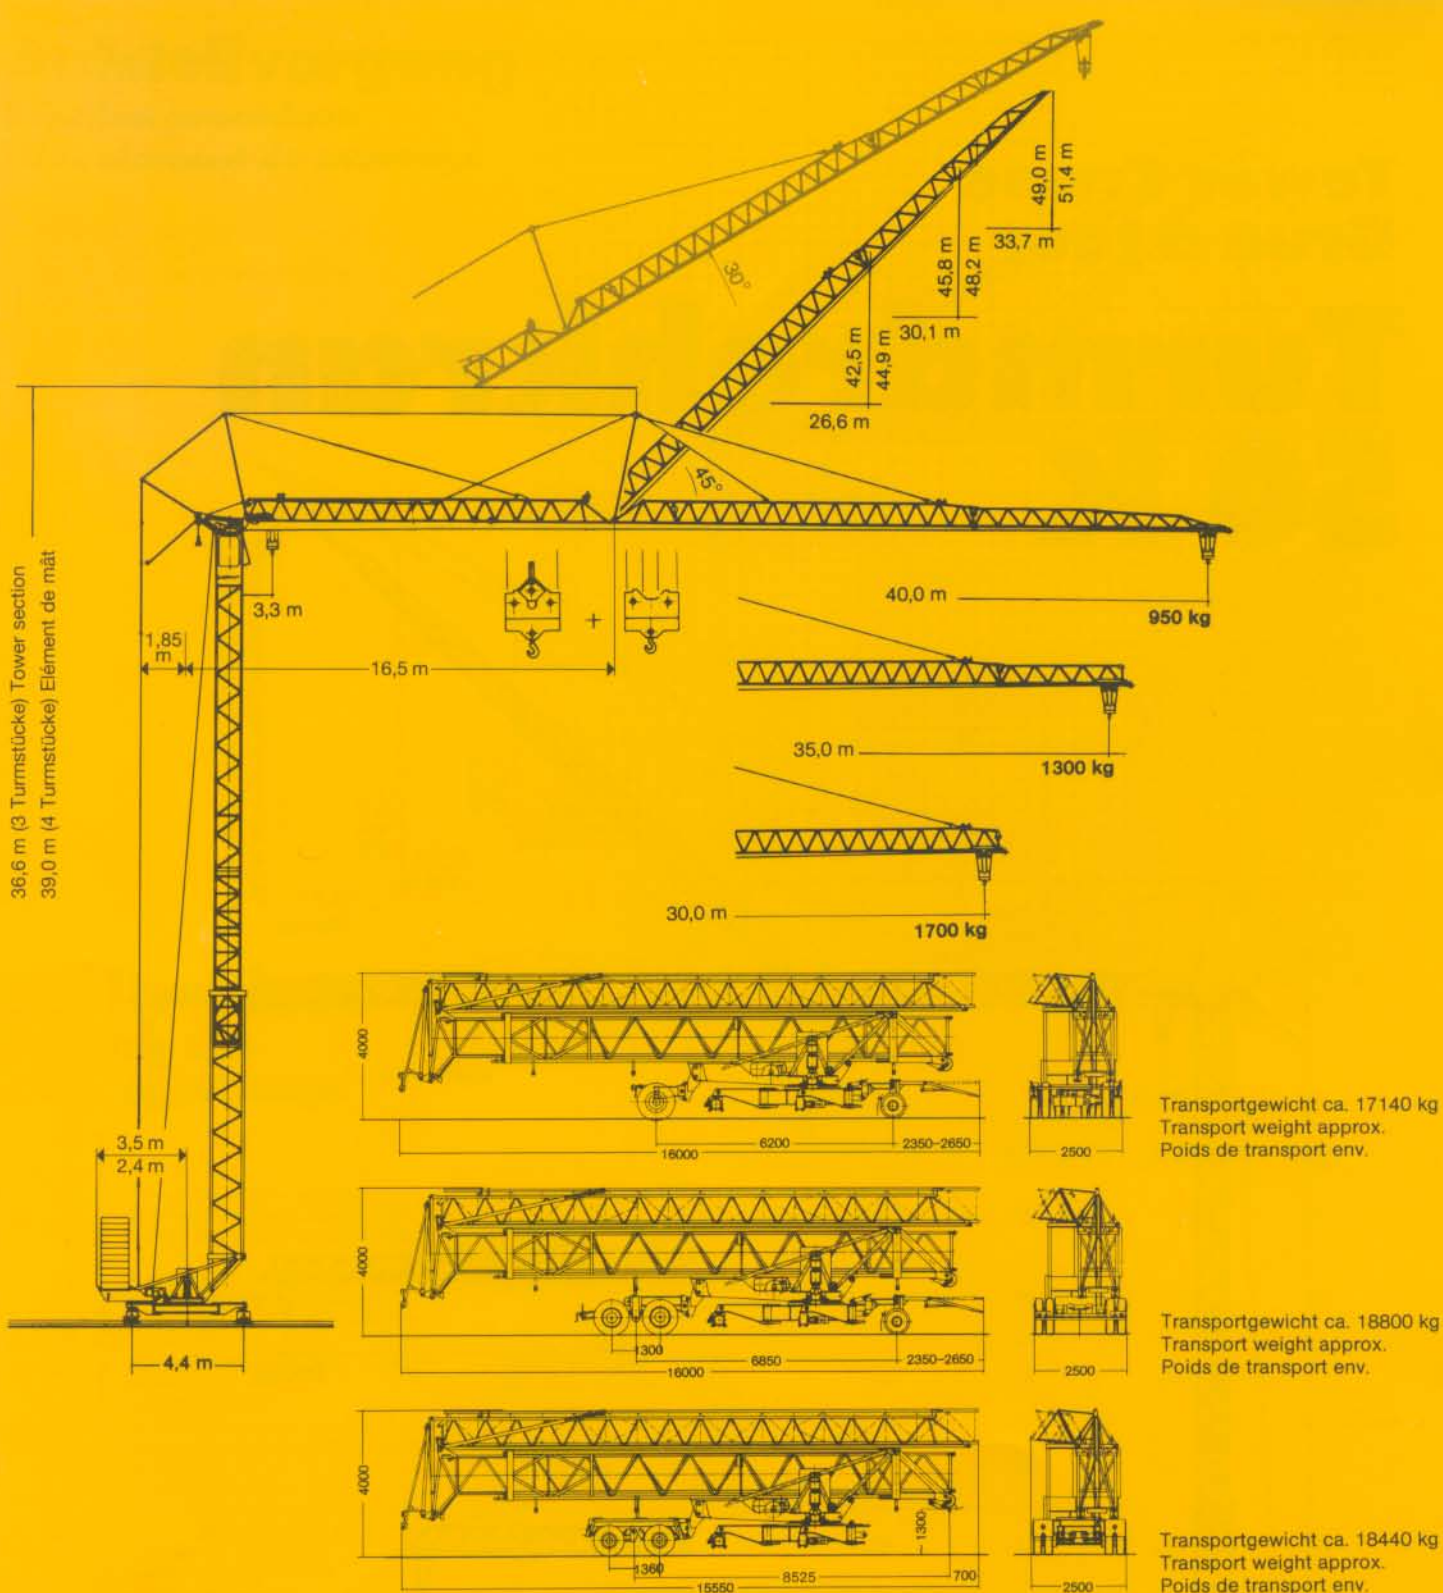 49,0 m
51,4 m
33,7 m
30°
45,8 m
48,2 m
30,1 m
42,5 m
44,9 m
26,6 m
45°
36,6 m (3 Turmstücke) Tower section
39,0 m (4 Turmstücke) Elément de mât
3,3 m
40,0 m
950 kg
1,85
m
16,5 m
+
35,0 m
1300 kg
30,0 m
1700 kg
4000
6200
2350-2650
16000
2500
Transportgewicht ca. 17140 kg
Transport weight approx.
Poids de transport env.
3,5 m
2,4 m
4,4 m
4000
1300
6850
2350-2650
16000
2500
Transportgewicht ca. 18800 kg
Transport weight approx.
Poids de transport env.
4000
1300
1360
8525
700
15550
2500
Transportgewicht ca. 18440 kg
Transport weight approx.
Poids de transport env.